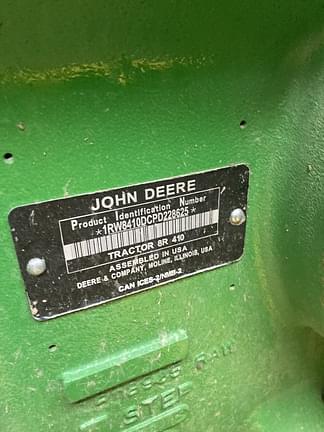 JOHN DEERE
Product Identification Number
*1RW8410DCPD228625*
TRACTOR 8R 410
ASSEMBLED IN USA
DEERE & COMPANY, MOLINE, ILLINOIS, USA
CAN ICES-2/NMB-2